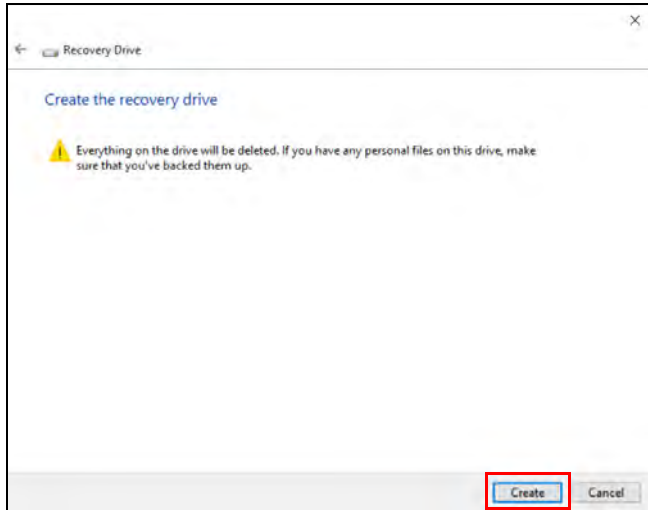 Recovery Drive
Create the recovery drive
Everything on the drive will be deleted. If you have any personal files on this drive, make
sure that you've backed them up.
Create Cancel